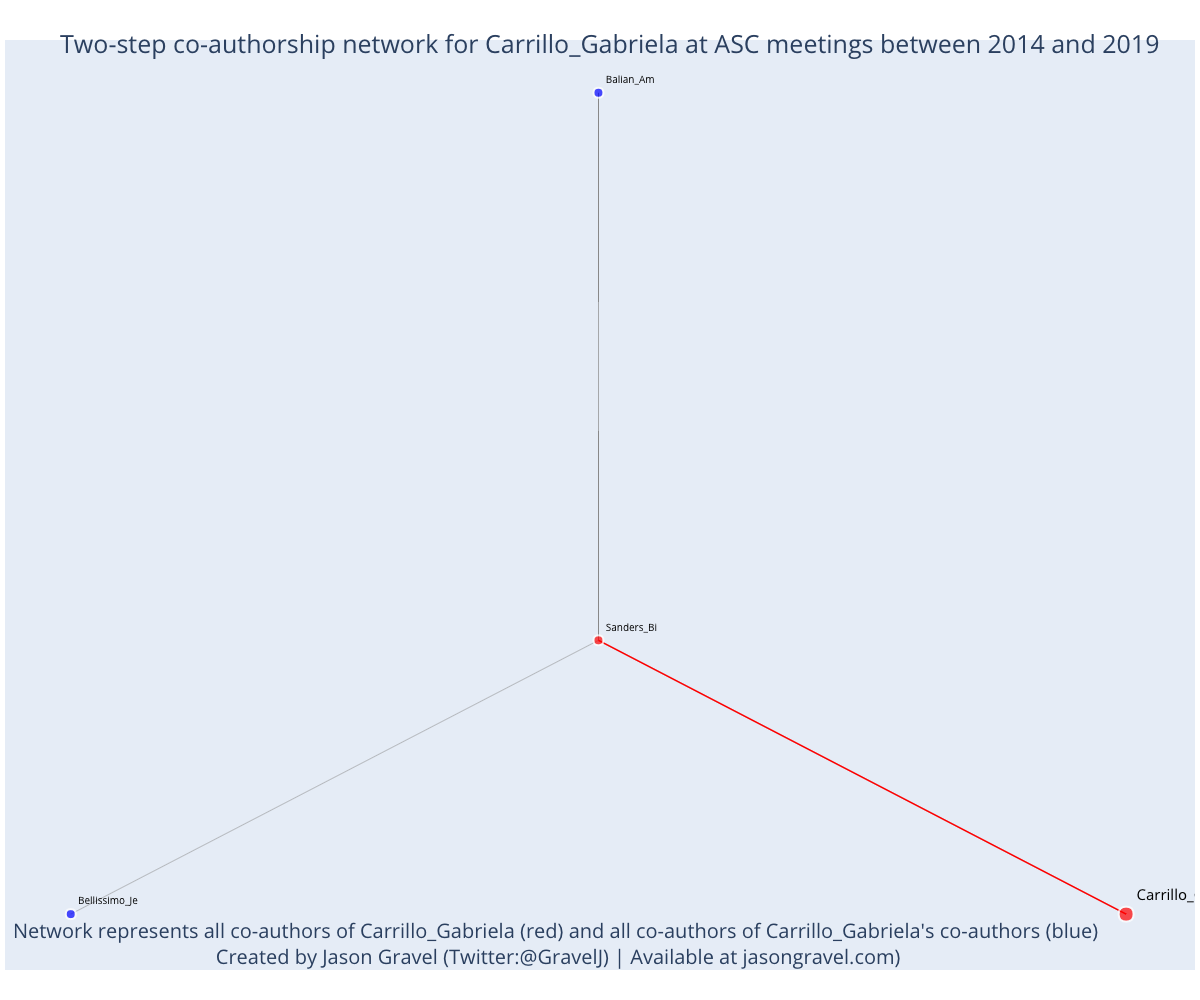 Two-step co-authorship network for Carrillo_Gabriela at ASC meetings between 2014 and 2019
Balian_Am
Sanders_Bi
Bellissimo_Je
Carrillo_
Network represents all co-authors of Carrillo_Gabriela (red) and all co-authors of Carrillo_Gabriela's co-authors (blue)
Created by Jason Gravel (Twitter:@GravelJ) | Available at jasongravel.com)